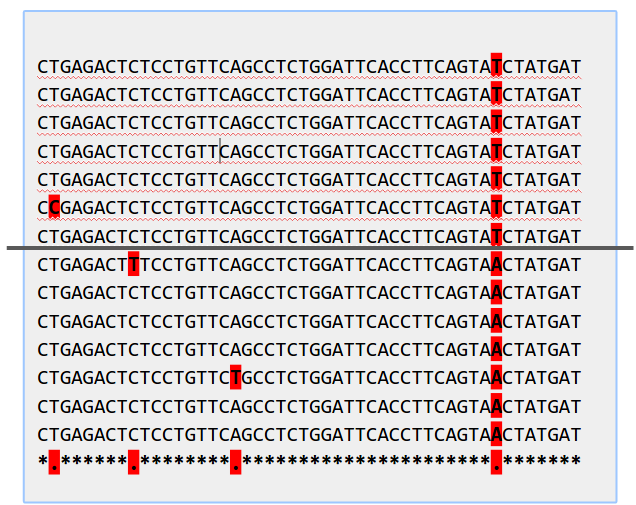 CTGAGACTCTCCTGTTCAGCCTCTGGATTCACCTTCAGTATCTATGAT
CTGAGACTCTCCTGTTCAGCCTCTGGATTCACCTTCAGTATCTATGAT
CTGAGACTCTCCTGTTCAGCCTCTGGATTCACCTTCAGTATCTATGAT
CTGAGACTCTCCTGTTCAGCCTCTGGATTCACCTTCAGTATCTATGAT
CTGAGACTCTCCTGTTCAGCCTCTGGATTCACCTTCAGTATCTATGAT
CCGAGACTCTCCTGTTCAGCCTCTGGATTCACCTTCAGTATCTATGAT
CTGAGACTCTCCTGTTCAGCCTCTGGATTCACCTTCAGTATCTATGAT
CTGAGACTTTCCTGTTCAGCCTCTGGATTCACCTTCAGTAACTATGAT
CTGAGACTCTCCTGTTCAGCCTCTGGATTCACCTTCAGTAACTATGAT
CTGAGACTCTCCTGTTCAGCCTCTGGATTCACCTTCAGTAACTATGAT
CTGAGACTCTCCTGTTCAGCCTCTGGATTCACCTTCAGTAACTATGAT
CTGAGACTCTCCTGTTCTGCCTCTGGATTCACCTTCAGTAACTATGAT
CTGAGACTCTCCTGTTCAGCCTCTGGATTCACCTTCAGTAACTATGAT
CTGAGACTCTCCTGTTCAGCCTCTGGATTCACCTTCAGTAACTATGAT
*.******.********.**********************.*******